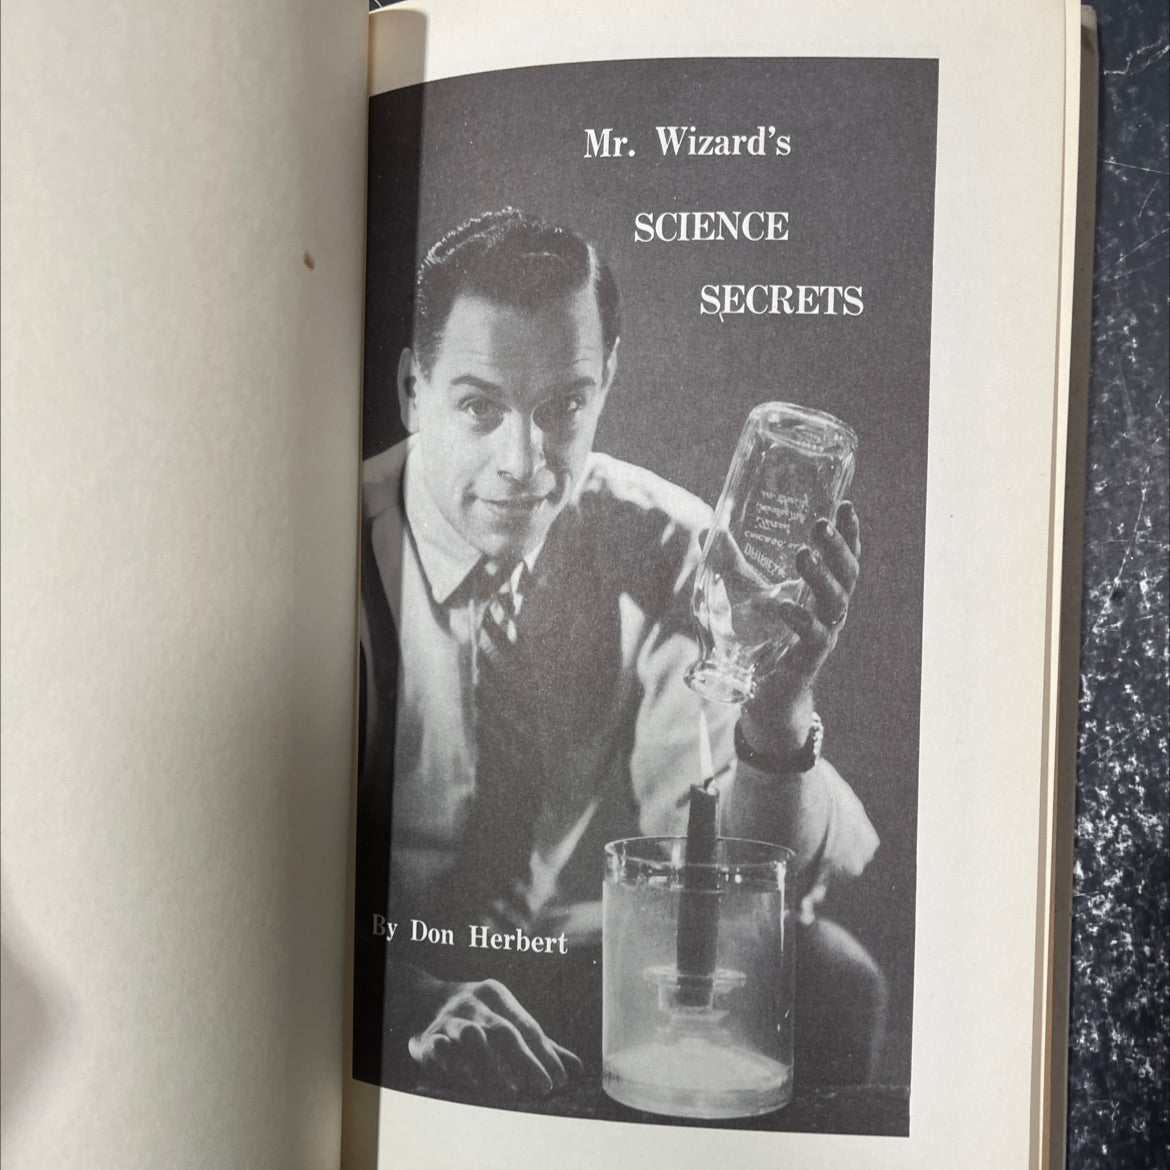 Mr. Wizard's
SCIENCE
SECRETS
By Don Herbert